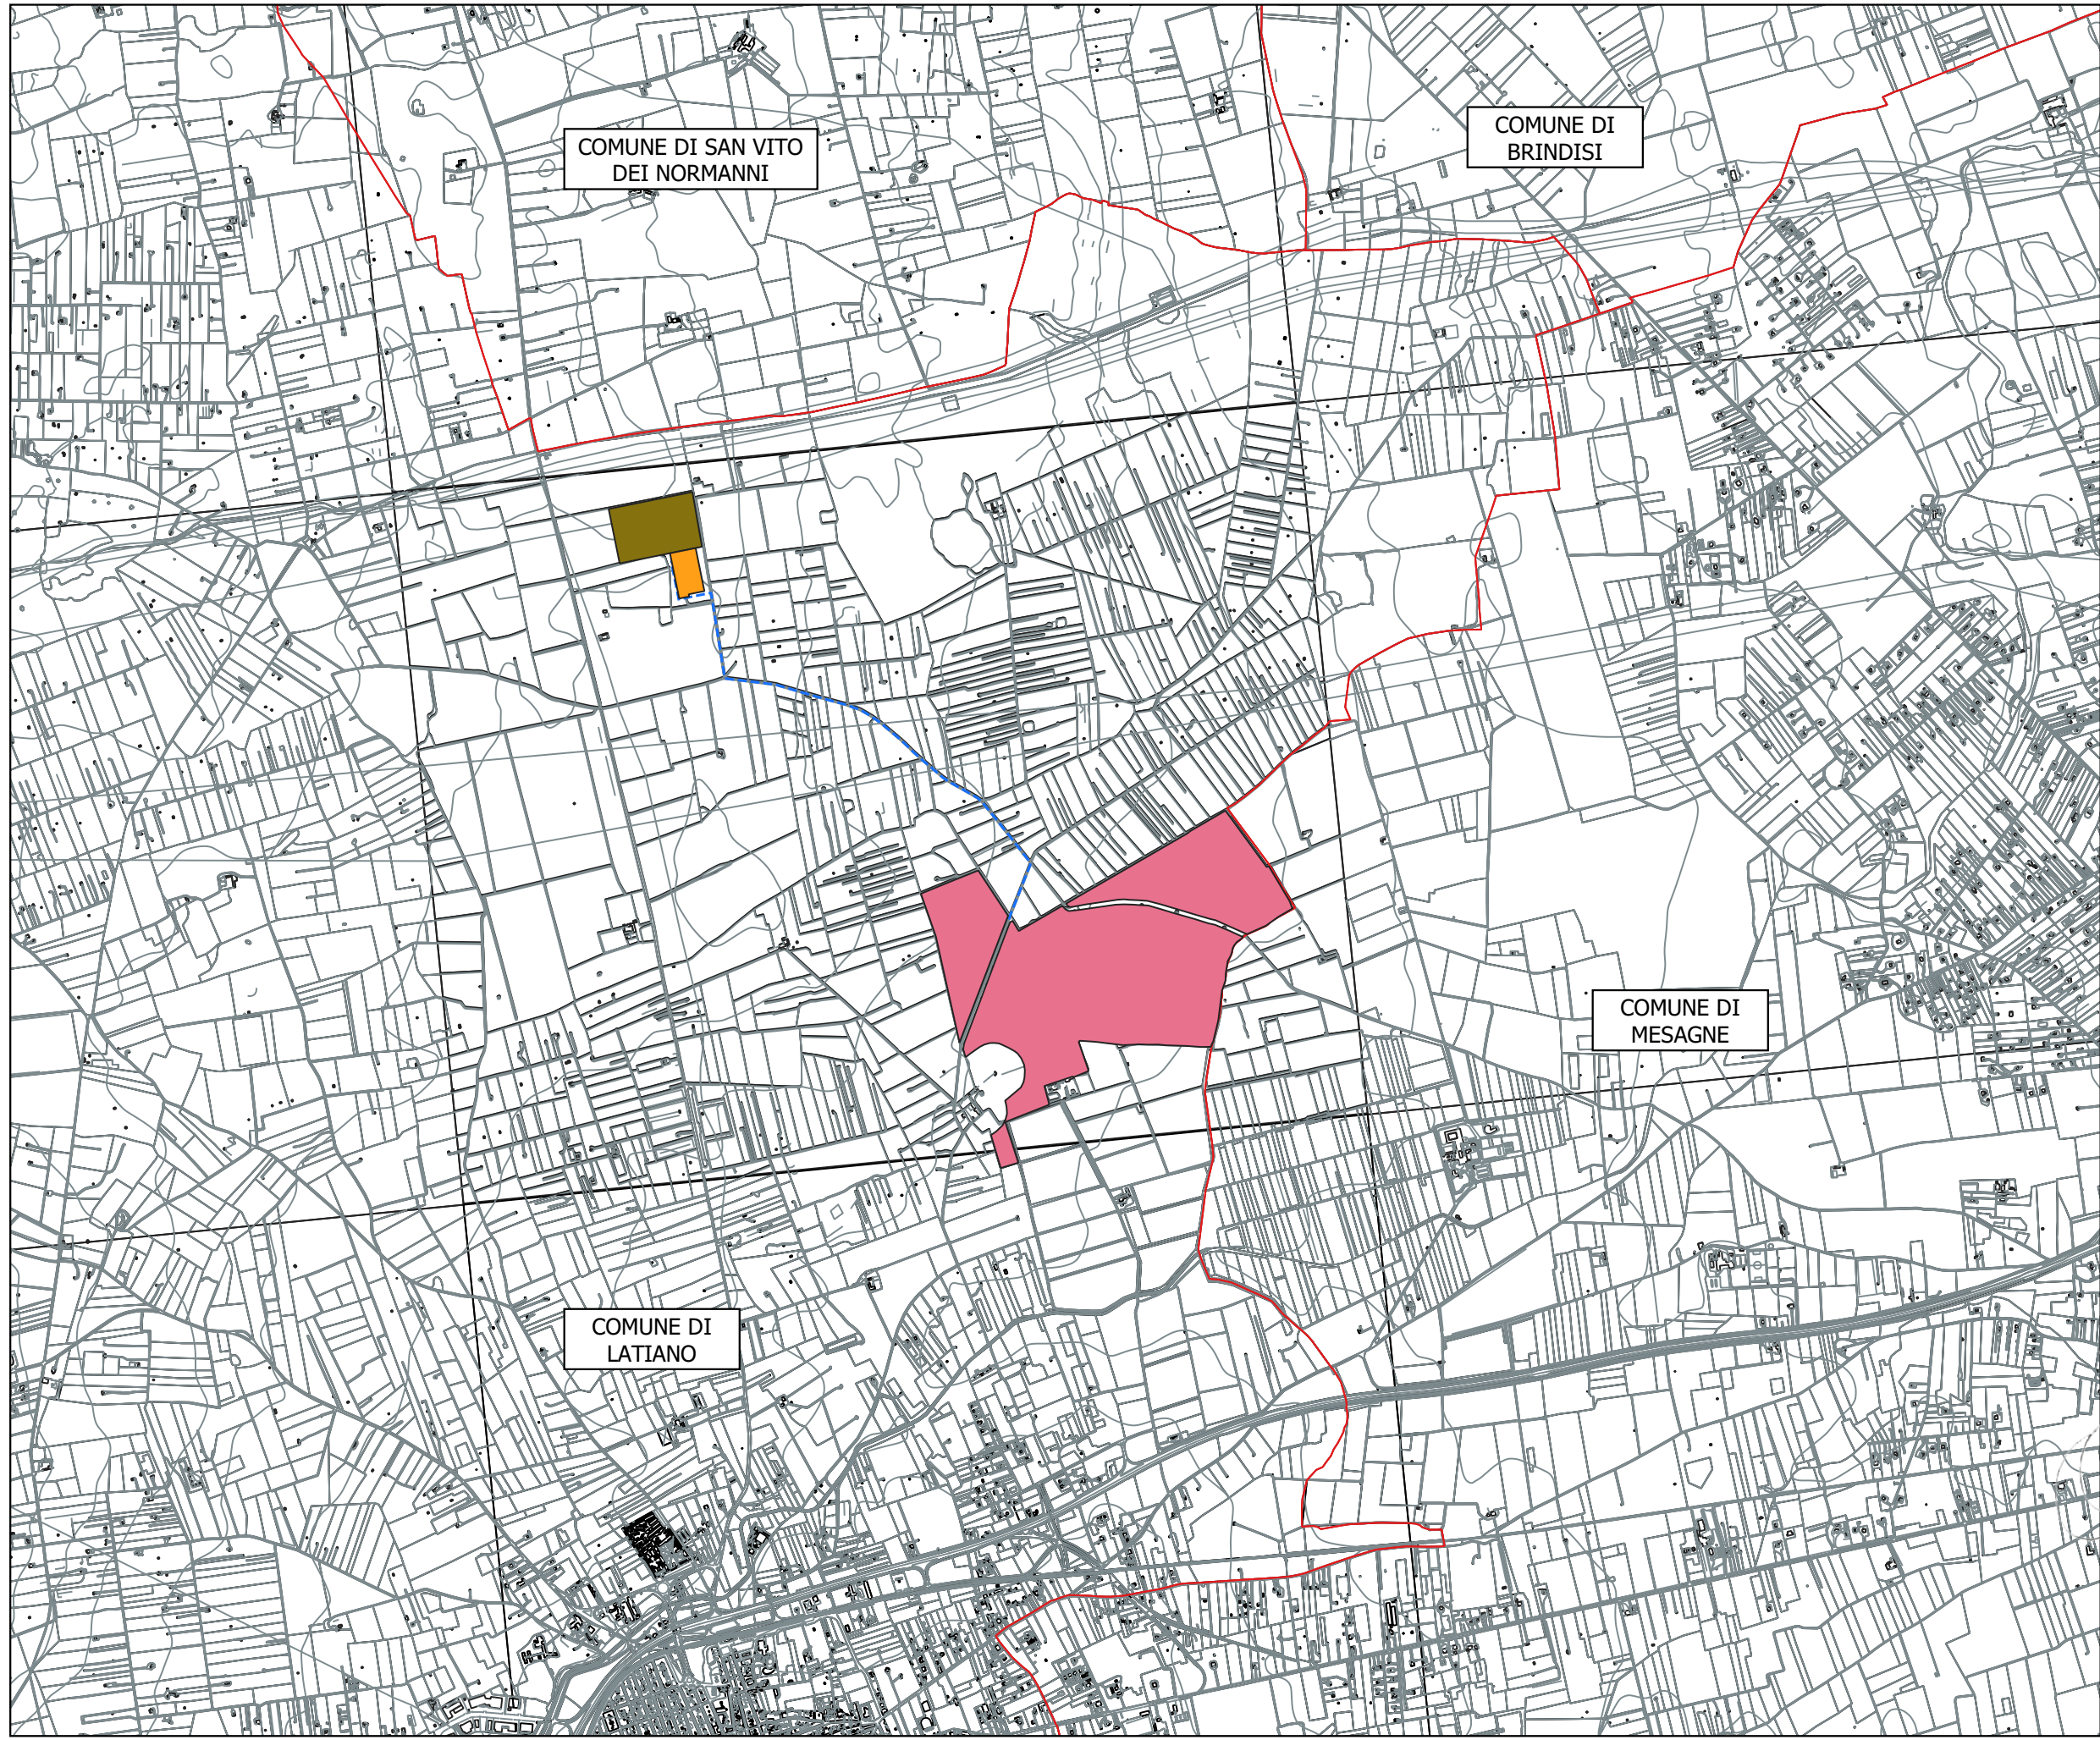 COMUNE DI SAN VITO
DEI NORMANNI
COMUNE DI
BRINDISI
COMUNE DI
MESAGNE
COMUNE DI
LATIANO